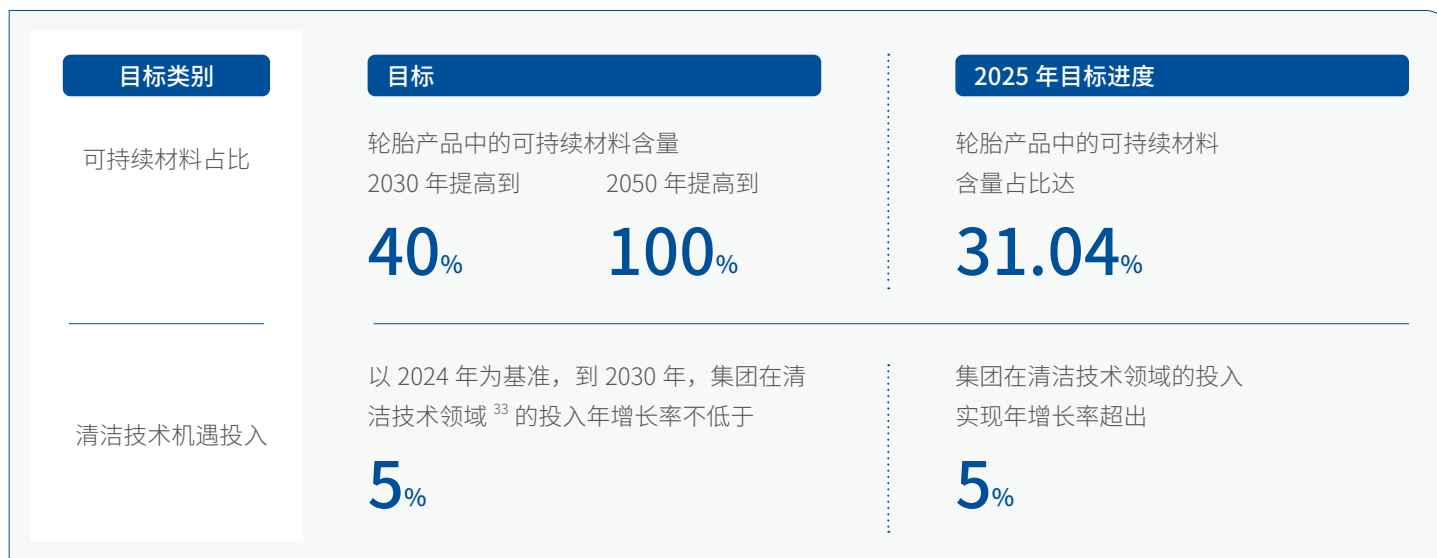 目标类别
目标
2025 年目标进度
可持续材料占比
轮胎产品中的可持续材料含量
2030 年提高到
2050 年提高到
40%
100%
轮胎产品中的可持续材料
含量占比达
31.04%
清洁技术机遇投入
以 2024 年为基准，到 2030 年，集团在清
洁技术领域 33 的投入年增长率不低于
5%
集团在清洁技术领域的投入
实现年增长率超出
5%